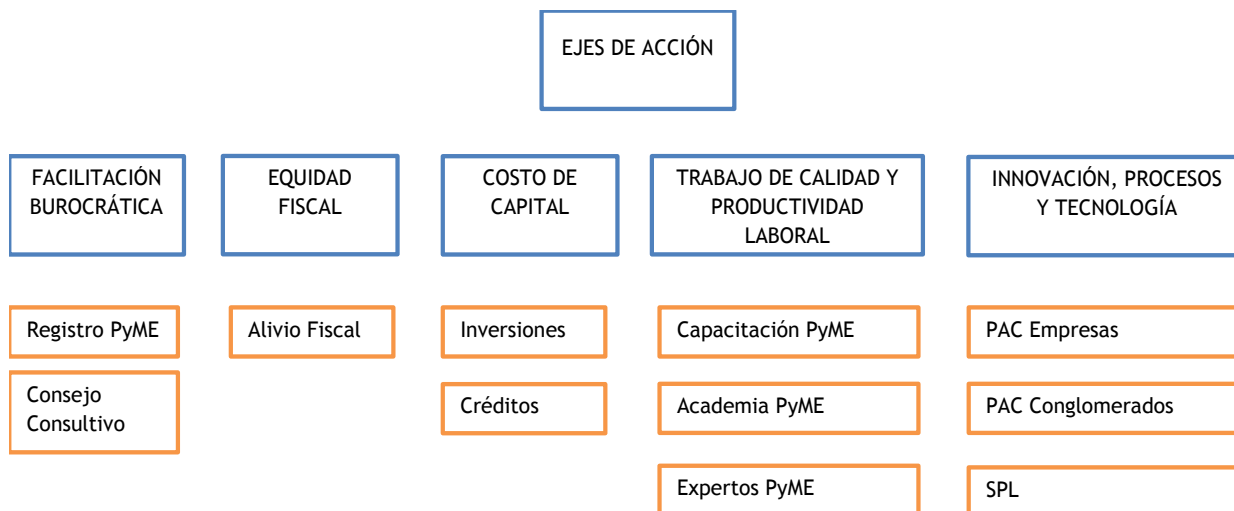 EJES DE ACCIÓN
FACILITACIÓN
BUROCRÁTICA
EQUIDAD
FISCAL
COSTO DE
CAPITAL
TRABAJO DE CALIDAD Y
PRODUCTIVIDAD
LABORAL
INNOVACIÓN, PROCESOS
Y TECNOLOGÍA
Registro PyME
Alivio Fiscal
Inversiones
Capacitación PyME
PAC Empresas
Consejo
Consultivo
Créditos
Academia PyME
PAC Conglomerados
Expertos PyME
SPL